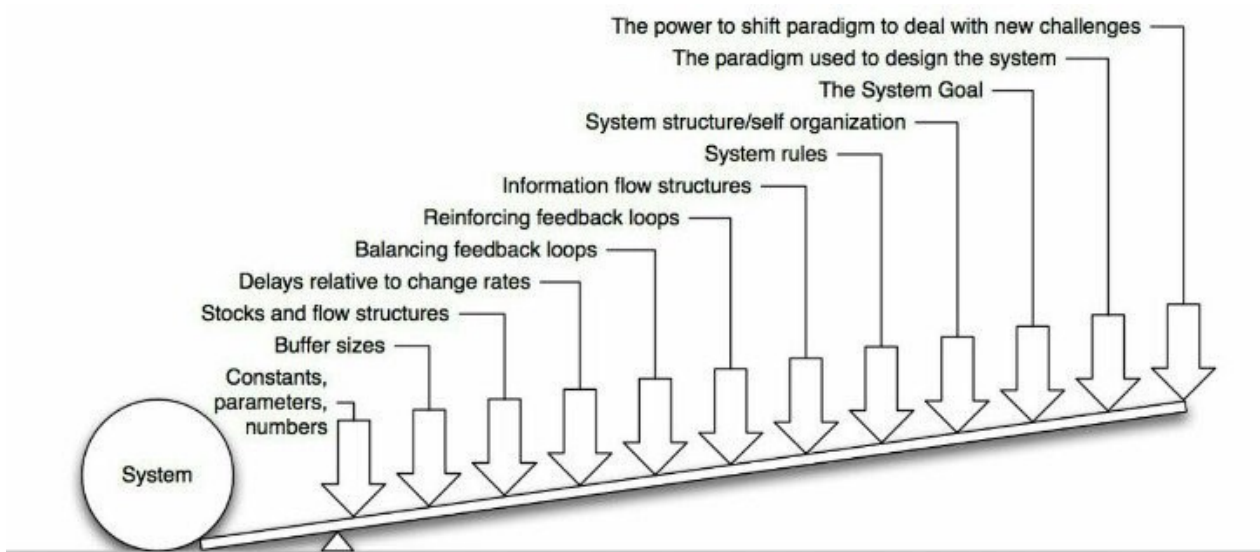 The power to shift paradigm to deal with new challenges
The paradigm used to design the system
The System Goal
System structure/self organization
System rules
Information flow structures
Reinforcing feedback loops
Balancing feedback loops
Delays relative to change rates
Stocks and flow structures
Buffer sizes
Constants,
parameters,
numbers
System